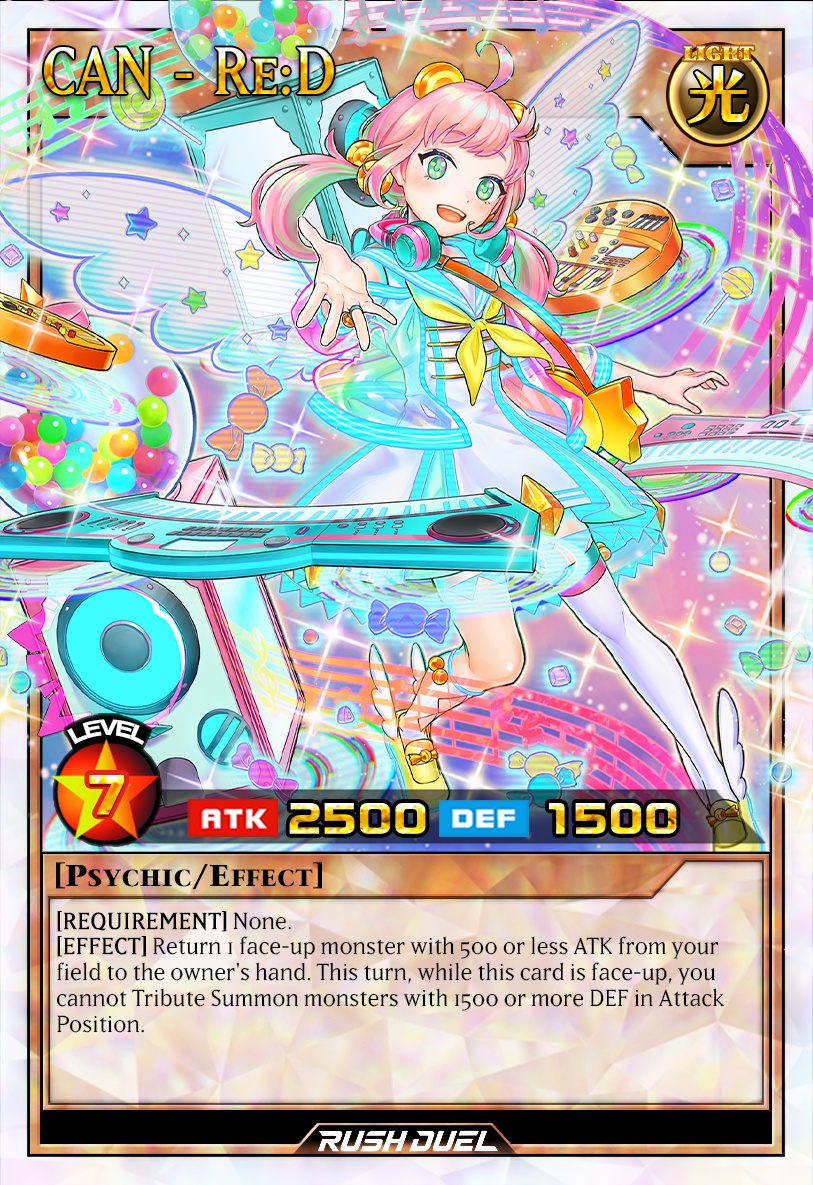 CAN - RE:D
LIGHT
光
LEVEL
7
ATK 2500 DEF 1500
[PSYCHIC/EFFECT]
[REQUIREMENT] None.
[EFFECT] Return 1 face-up monster with 500 or less ATK from your
field to the owner's hand. This turn, while this card is face-up, you
cannot Tribute Summon monsters with 1500 or more DEF in Attack
Position.
RUSH DUEL